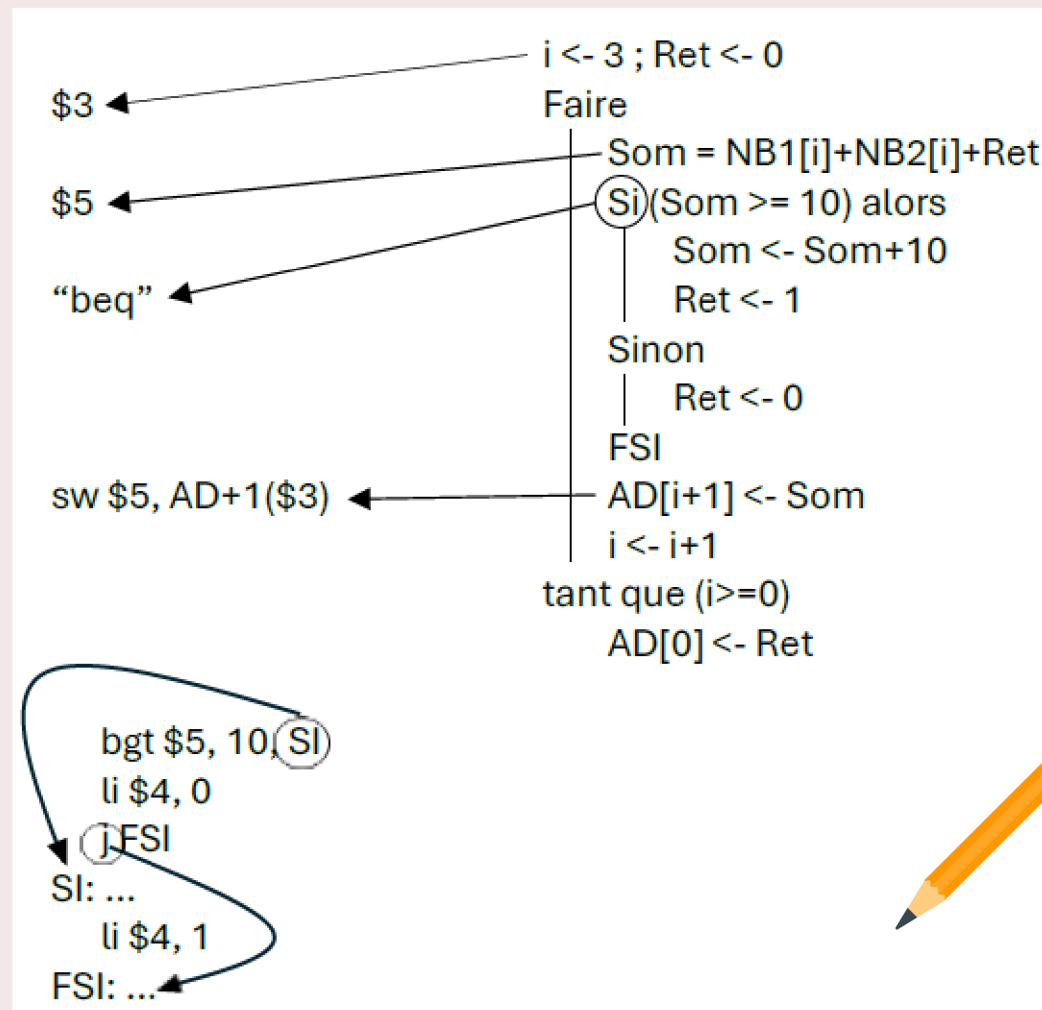 i <- 3 ; Ret <- 0
$3
Faire
Som = NB1[i]+NB2[i]+Ret
$5
Si (Som >= 10) alors
Som <- Som+10
“beq”
Ret <- 1
Sinon
Ret <- 0
FSI
sw $5, AD+1($3)
AD[i+1] <- Som
i <- i+1
tant que (i>=0)
AD[0] <- Ret
bgt $5, 10, SI
li $4, 0
j FSI
SI: ...
li $4, 1
FSI: ...